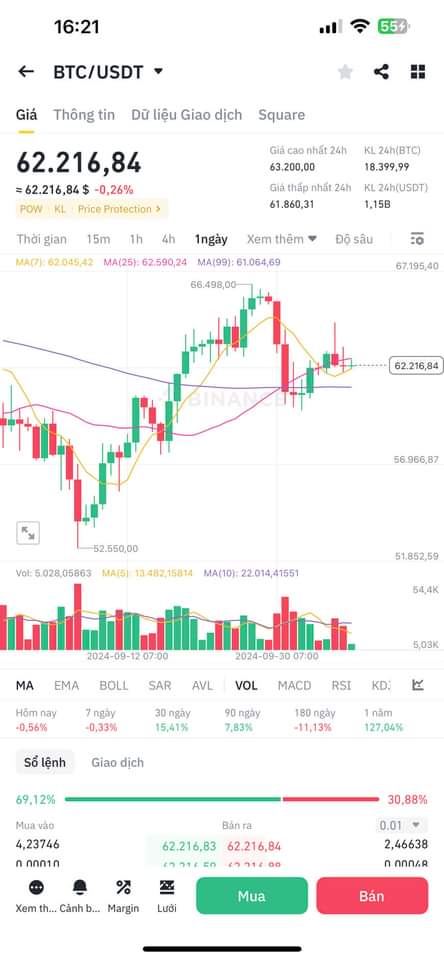 16:21
55
BTC/USDT
Giá Thông tin Dữ liệu Giao dịch Square
62.216,84
≈ 62.216,84 $ -0,26%
POW KL Price Protection
Giá cao nhất 24h KL 24h(BTC)
63.200,00 18.399,99
Giá thấp nhất 24h KL 24h(USDT)
61.860,31 1,15B
Thời gian 15m 1h 4h 1ngày Xem thêm Độ sâu
MA(7): 62.045,42 MA(25): 62.590,24 MA(99): 61.064,69
67.195,40
66.498,00
62.216,84
BINANCE
56.966,87
52.550,00
51.852,59
Vol: 5.028,05863 MA(5): 13.482,15814 MA(10): 22.014,41551
54,4K
5,03K
2024-09-12 07:00 2024-09-30 07:00
MA EMA BOLL SAR AVL VOL MACD RSI KDJ
Hôm nay 7 ngày 30 ngày 90 ngày 180 ngày 1 năm
-0,56% -0,33% 15,41% 7,83% -11,13% 127,04%
Sổ lệnh Giao dịch
69,12% 30,88%
Mua vào Bán ra 0.01
4,23746 62.216,83 62.216,84 2,46638
0,00010 62.216,59 62.216,88 0,00048
Xem th... Cảnh b... Margin Lưới Mua Bán